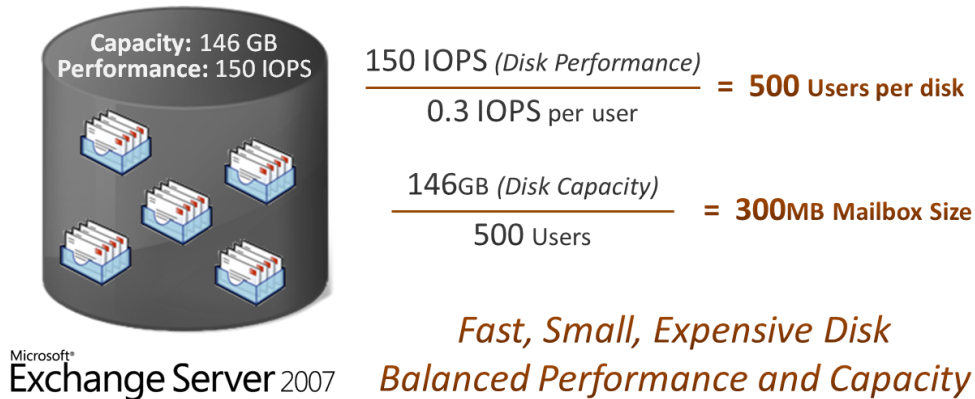 Capacity: 146 GB
Performance: 150 IOPS
150 IOPS (Disk Performance)
0.3 IOPS per user
= 500 Users per disk
146GB (Disk Capacity)
500 Users
= 300MB Mailbox Size
Fast, Small, Expensive Disk
Balanced Performance and Capacity
Microsoft®
Exchange Server 2007